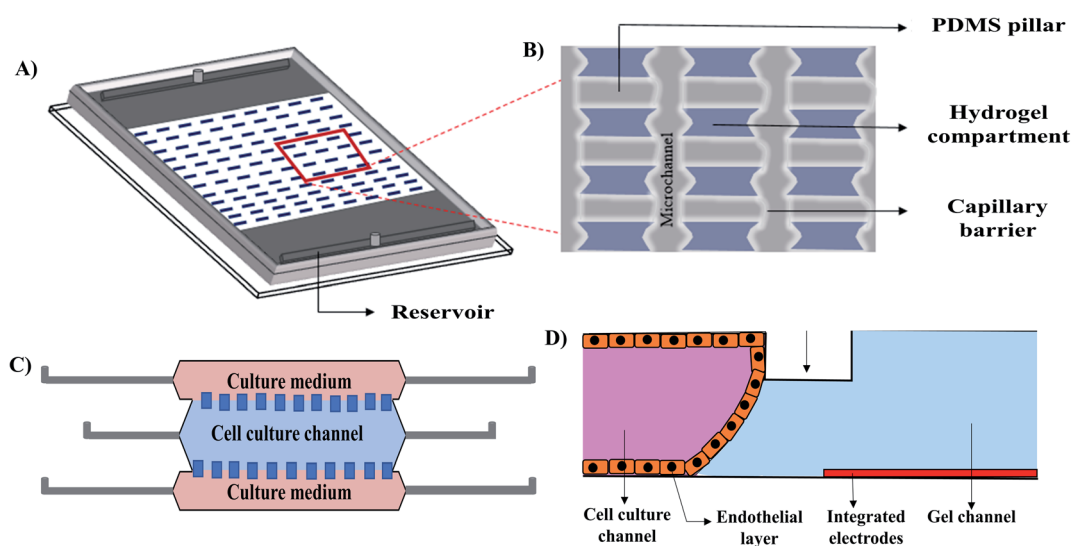 A)
B)
PDMS pillar
Hydrogel
compartment
Microchannel
Capillary
barrier
Reservoir
C)
Culture medium
Cell culture channel
Culture medium
D)
Cell culture
channel
Endothelial
layer
Integrated
electrodes
Gel channel